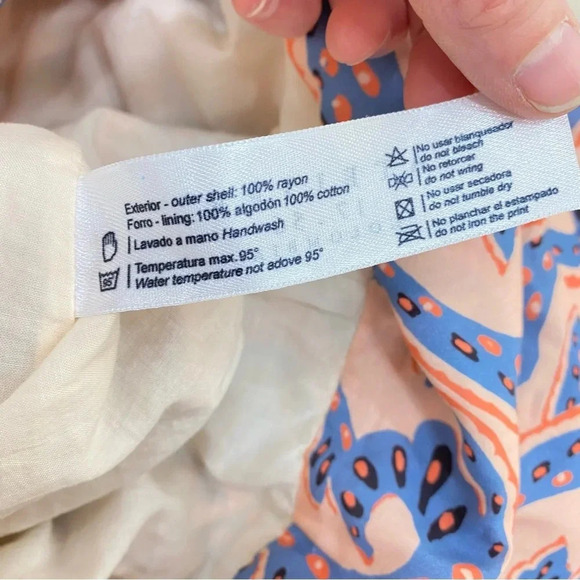 Exterior - outer shell: 100% rayon
Forro - lining: 100% algodón 100% cotton
Lavado a mano Handwash
95°
Temperatura max. 95°
Water temperature not adove 95°
No usar blanqueador
do not bleach
No retorcer
do not wring
No usar secadora
do not tumble dry
No planchar el estampado
do not iron the print